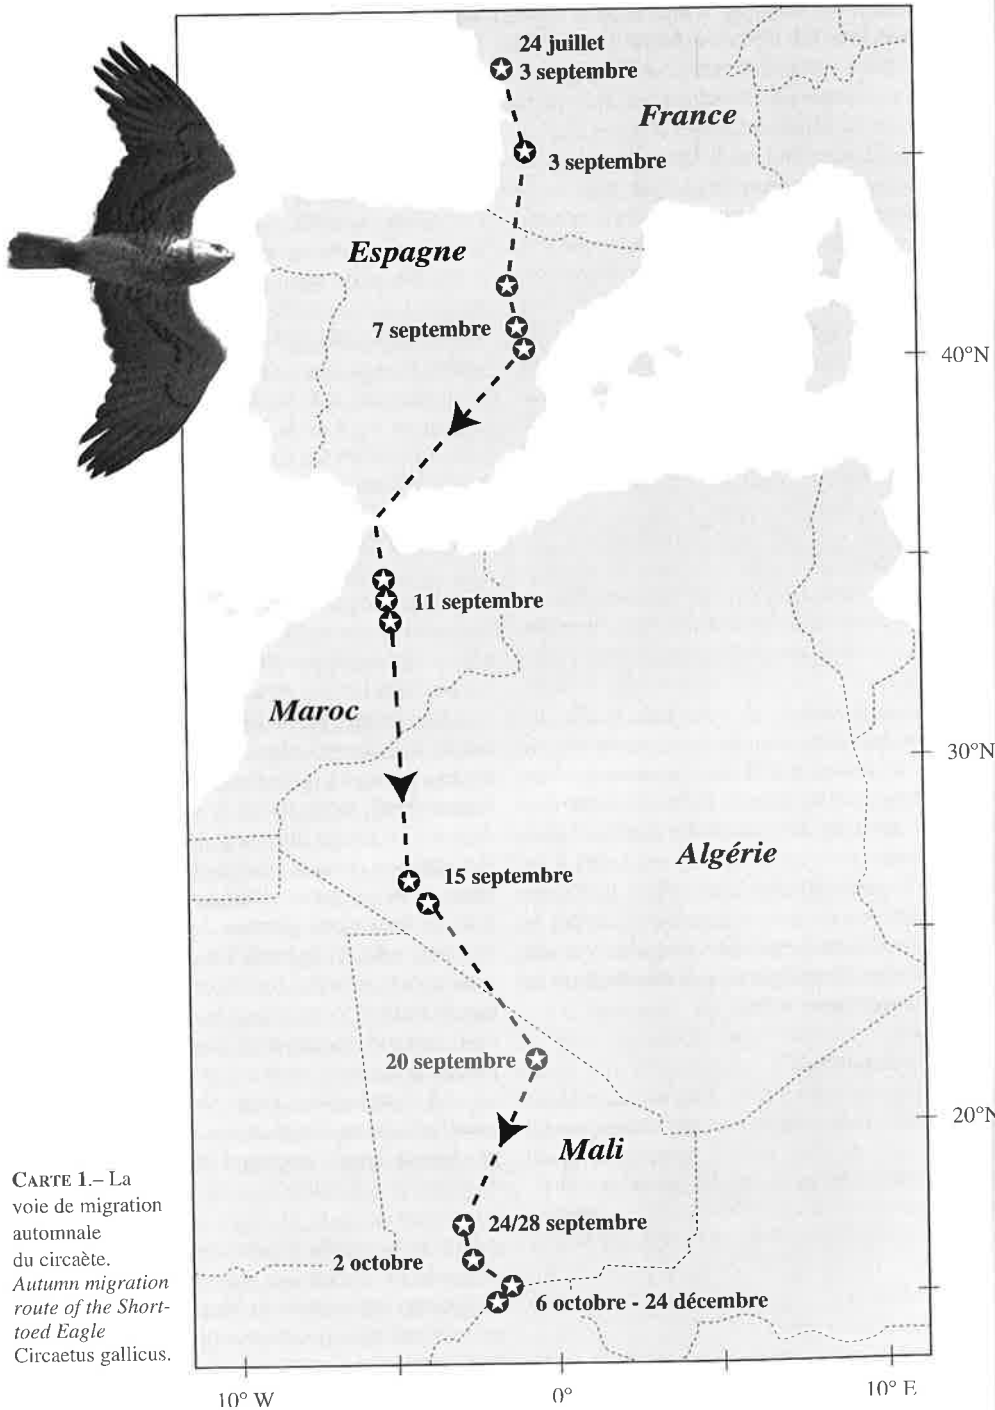 24 juillet
3 septembre
France
3 septembre
Espagne
7 septembre
40°N
11 septembre
Maroc
30°N
Algérie
15 septembre
20 septembre
20°N
Mali
24/28 septembre
2 octobre
6 octobre - 24 décembre
10° W
0°
10° E
CARTE 1.– La
voie de migration
automnale
du circaète.
Autumn migration
route of the Short-
toed Eagle
Circaetus gallicus.